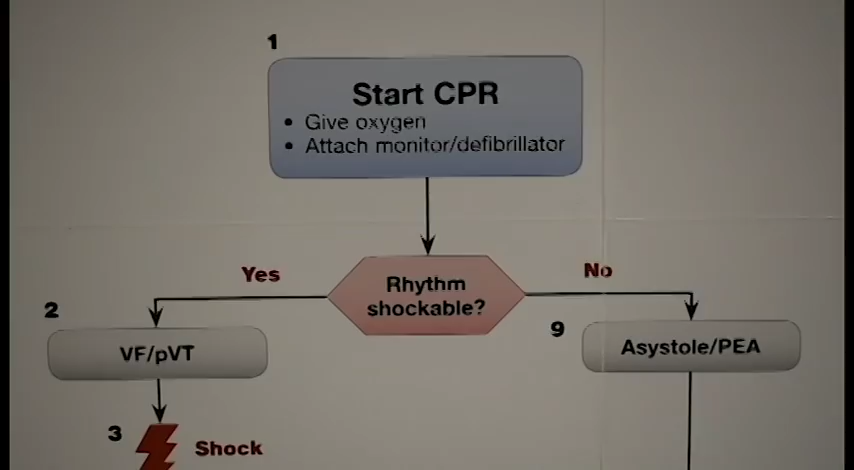 1
Start CPR
• Give oxygen
• Attach monitor/defibrillator
Rhythm
shockable?
Yes
No
2
VF/pVT
9
Asystole/PEA
3
Shock